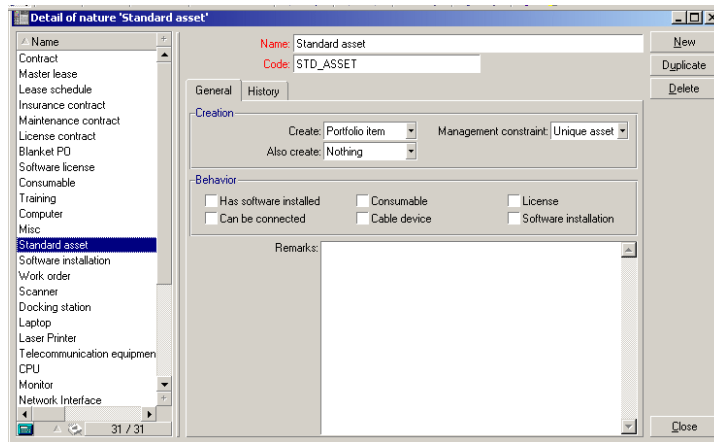 Detail of nature 'Standard asset'
Name
Contract
Master lease
Lease schedule
Insurance contract
Maintenance contract
License contract
Blanket PO
Software license
Consumable
Training
Computer
Misc
Standard asset
Software installation
Work order
Scanner
Docking station
Laptop
Laser Printer
Telecommunication equipmen
CPU
Monitor
Network Interface
31 / 31
Name: Standard asset
Code: STD_ASSET
General History
Creation
Create: Portfolio item Management constraint: Unique asset
Also create: Nothing
Behavior
Has software installed Consumable License
Can be connected Cable device Software installation
Remarks:
New
Duplicate
Delete
Close